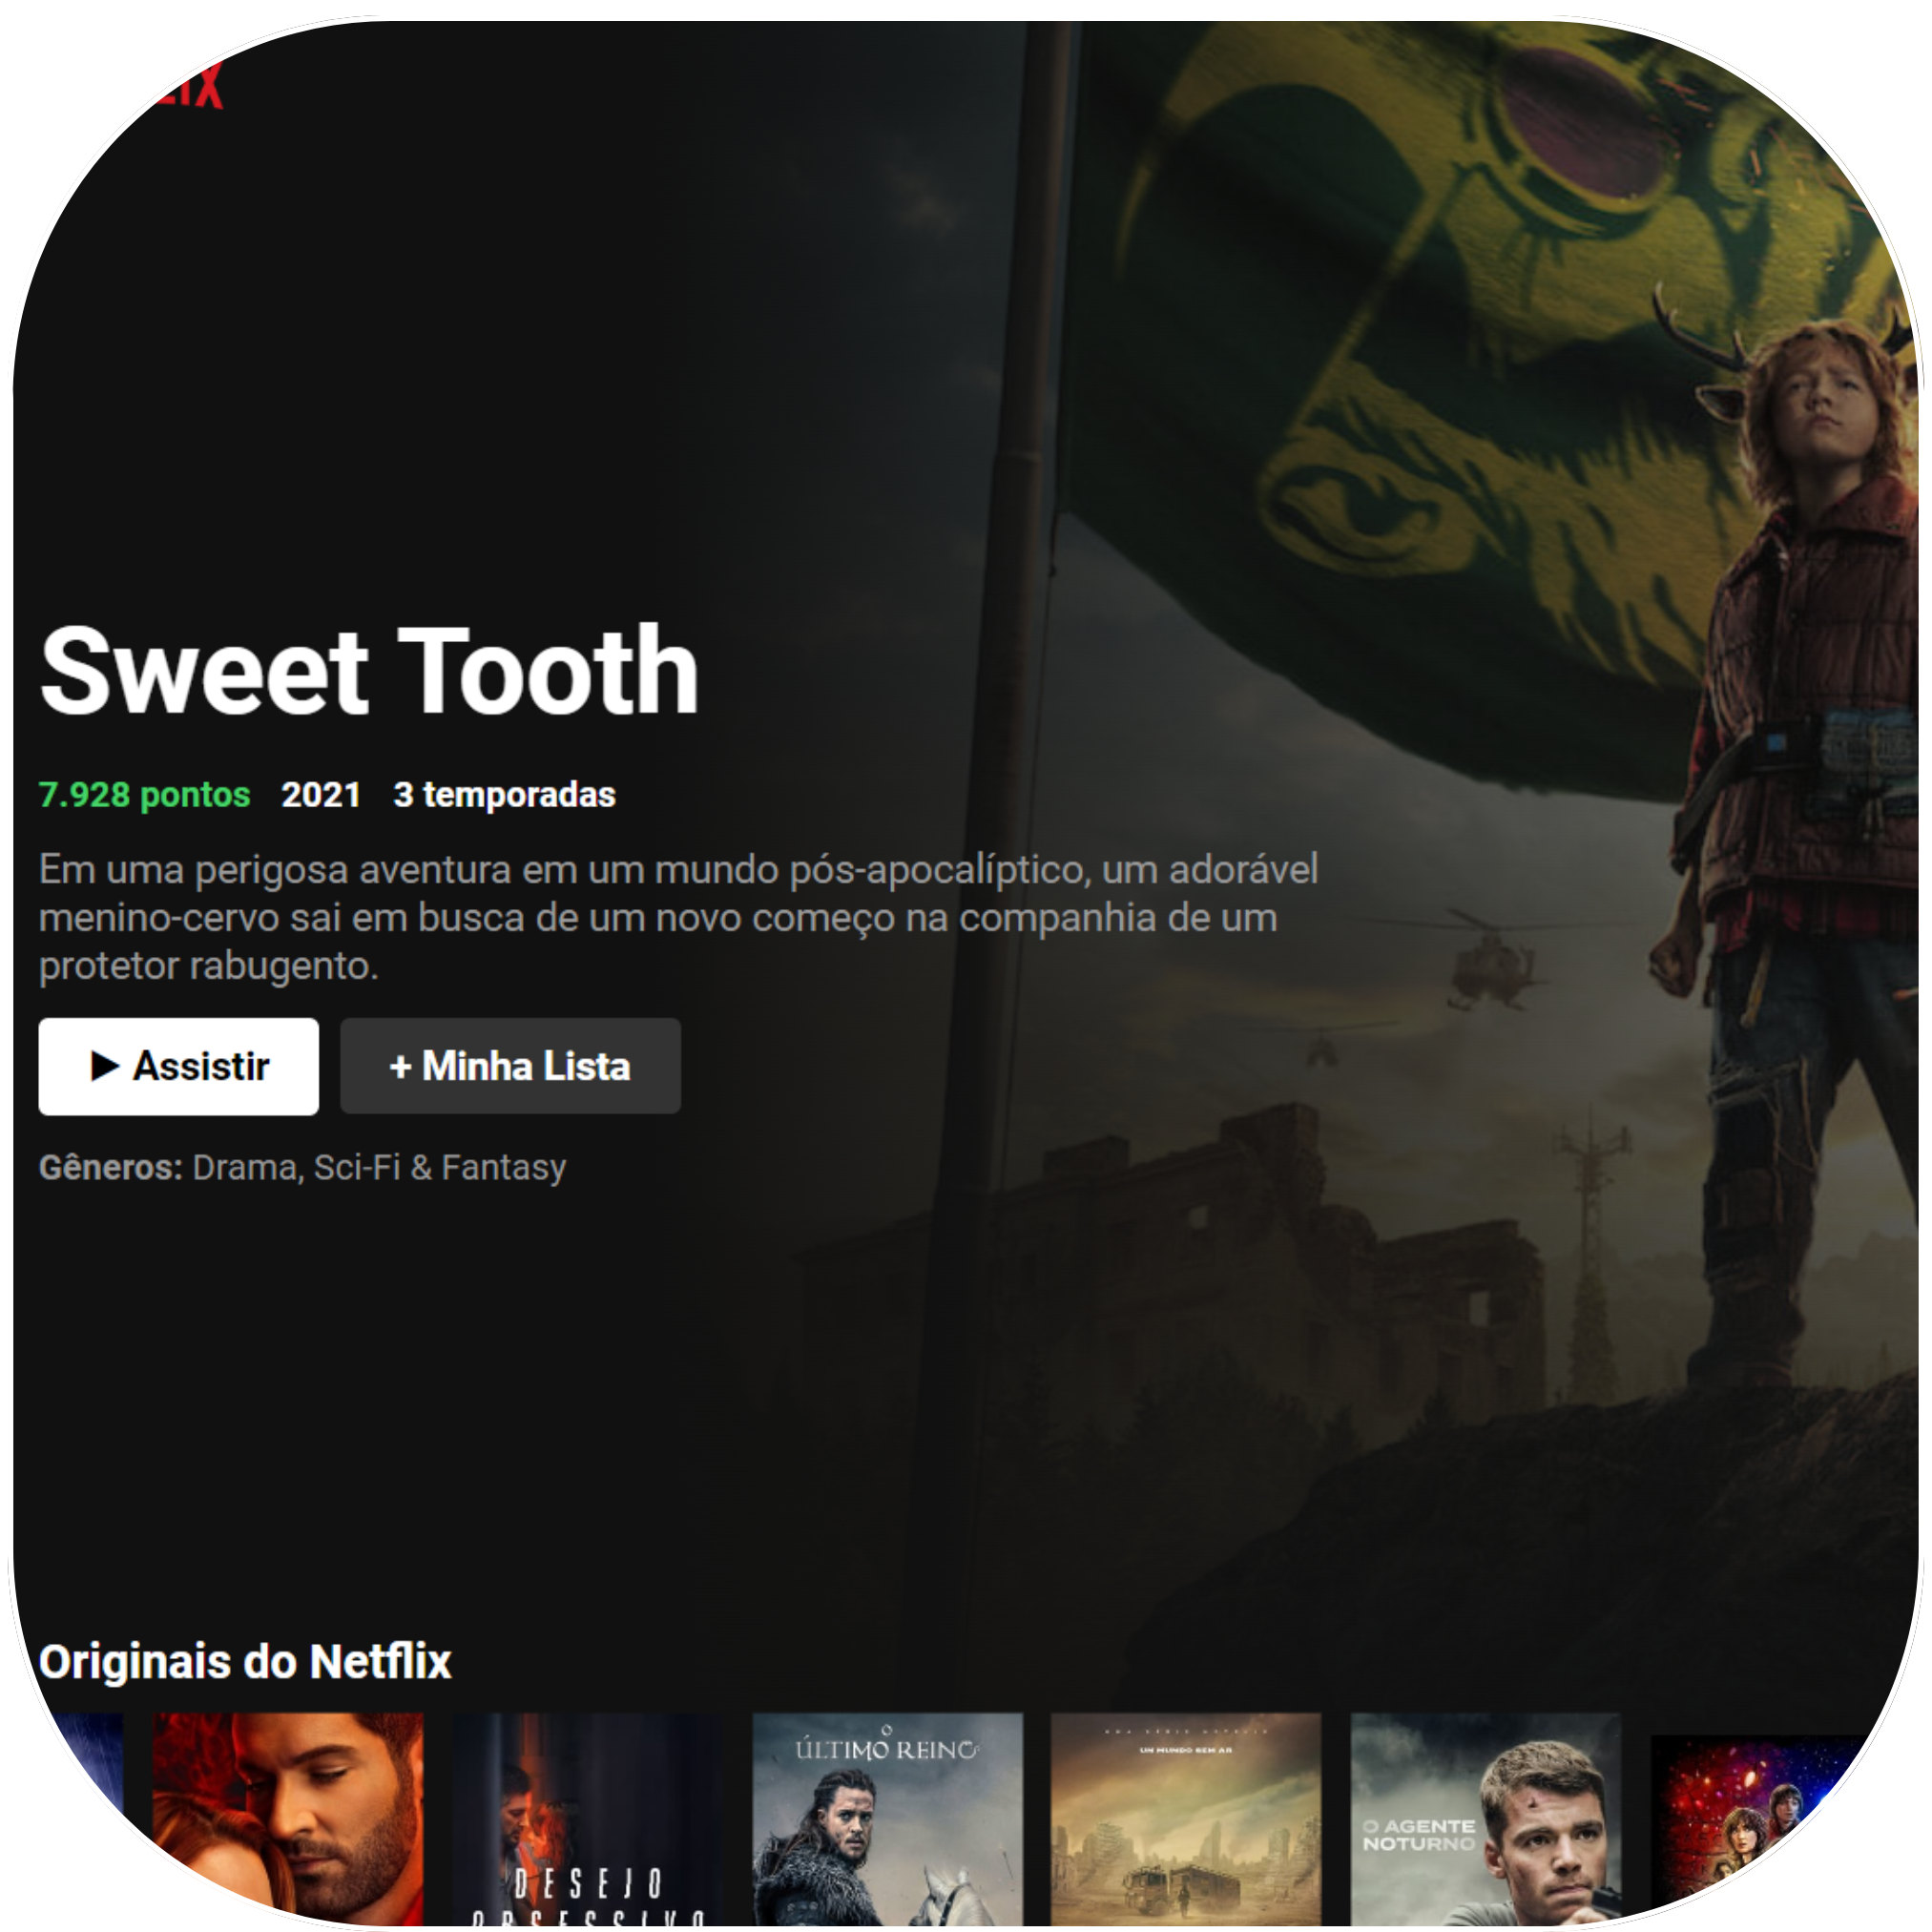 Sweet Tooth
7.928 pontos 2021 3 temporadas
Em uma perigosa aventura em um mundo pós-apocalíptico, um adorável
menino-cervo sai em busca de um novo começo na companhia de um
protetor rabugento.
▶ Assistir + Minha Lista
Gêneros: Drama, Sci-Fi & Fantasy
Originais do Netflix
O
ÚLTIMO REINO
UM MUNDO SEM AR
O AGENTE
NOTURNO
DESEJO
OBSESSIVO